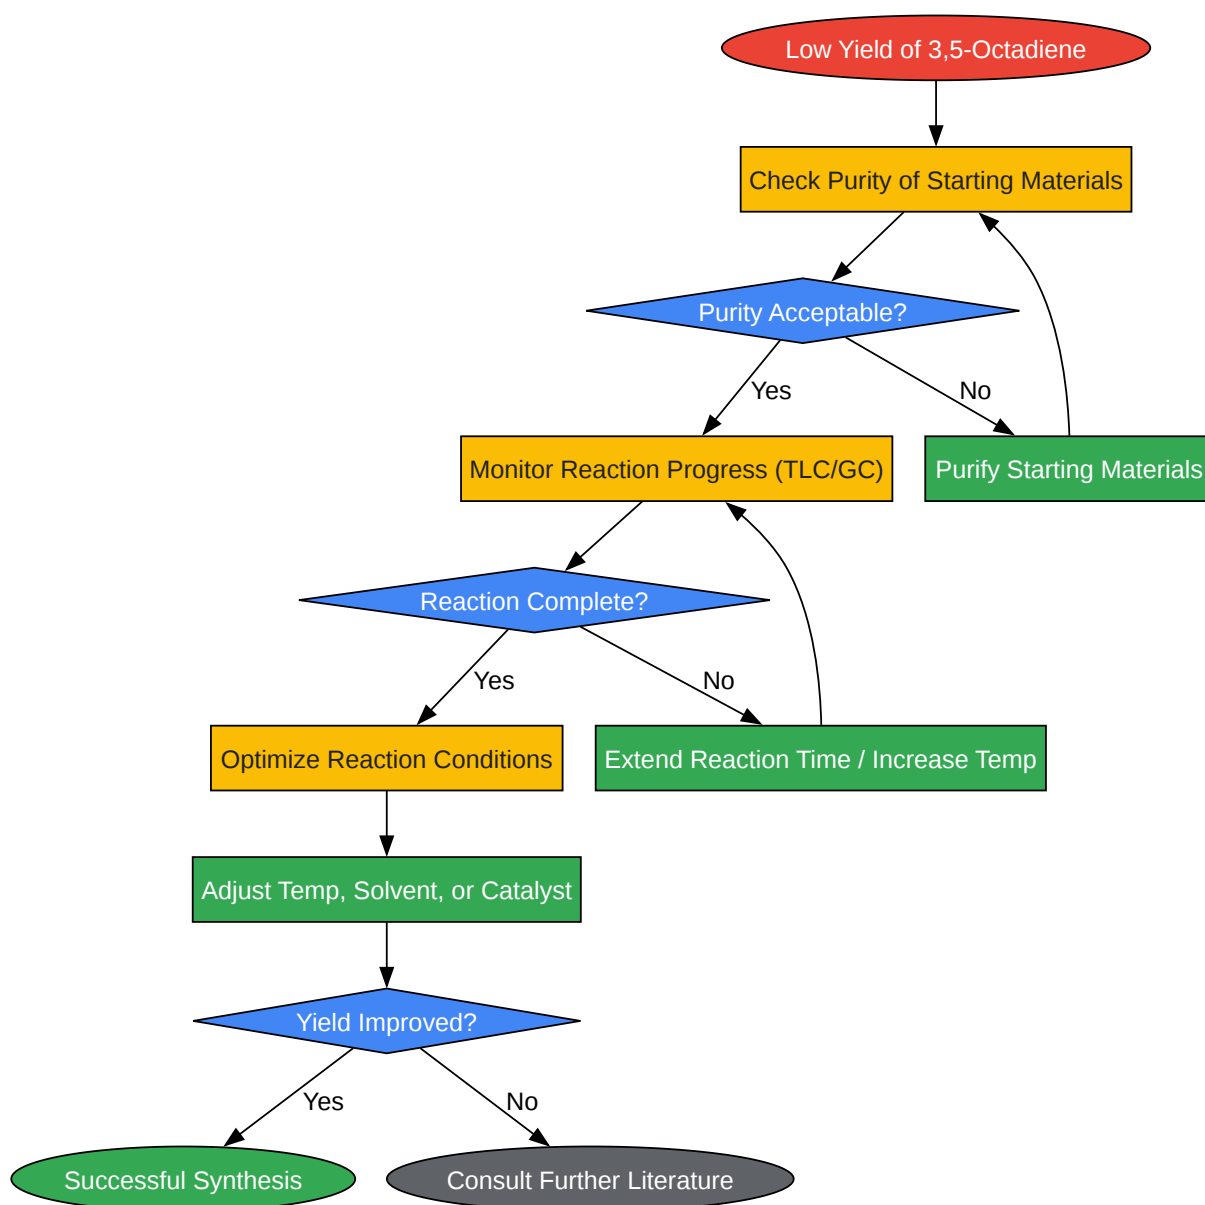 Low Yield of 3,5-Octadiene
Check Purity of Starting Materials
Purity Acceptable?
Yes
No
Monitor Reaction Progress (TLC/GC)
Purify Starting Materials
Reaction Complete?
Yes
No
Optimize Reaction Conditions
Extend Reaction Time / Increase Temp
Adjust Temp, Solvent, or Catalyst
Yield Improved?
Yes
No
Successful Synthesis
Consult Further Literature